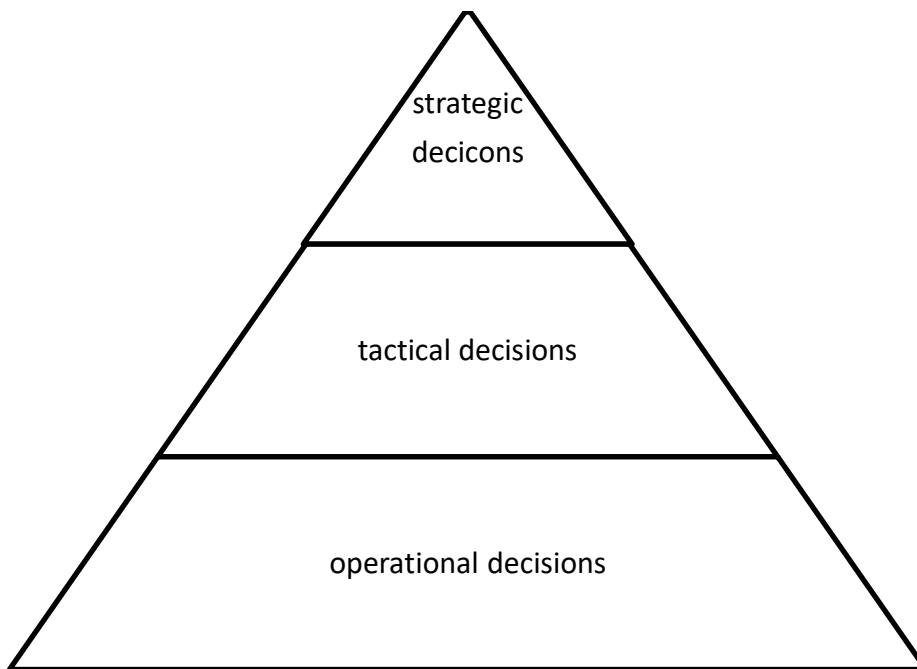 strategic
decicons
tactical decisions
operational decisions